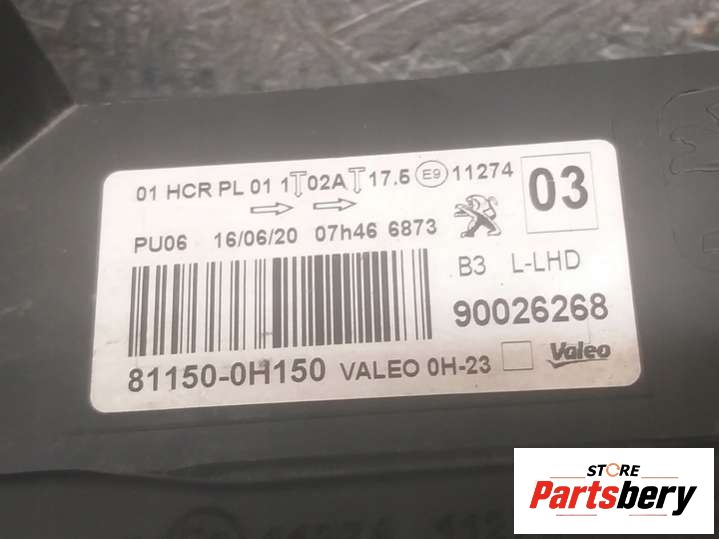 01 HCR PL 01 1 02A 17.5 E9 11274
03
PU06 16/06/20 07h46 6873
B3 L-LHD
90026268
81150-0H150 VALEO 0H-23
Valeo
STORE
Partsbery